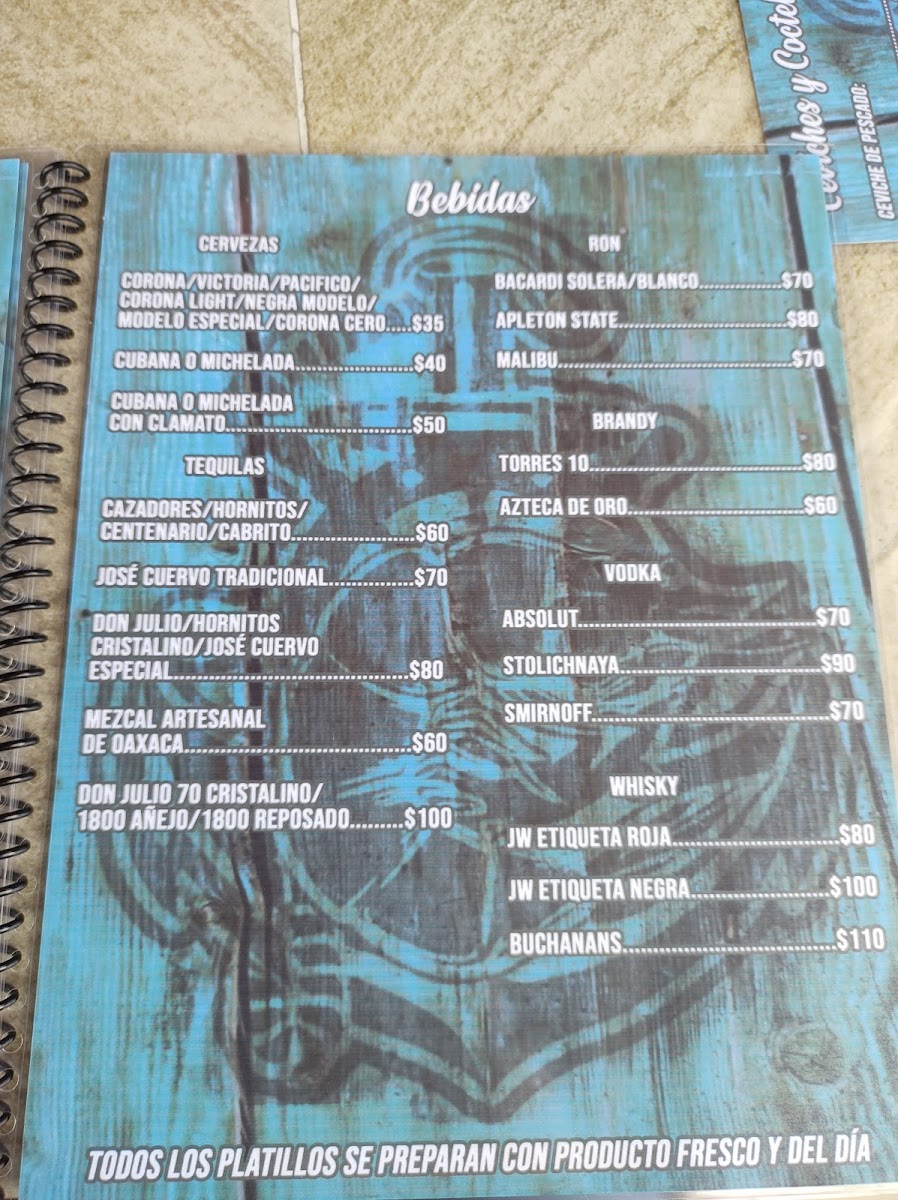 Bebidas
CERVEZAS
CORONA/VICTORIA/PACIFICO/
CORONA LIGHT/NEGRA MODELO/
MODELO ESPECIAL/CORONA CERO.....$35
CUBANA O MICHELADA.......................$40
CUBANA O MICHELADA
CON CLAMATO....................................$50
TEQUILAS
CAZADORES/HORNITOS/
CENTENARIO/CABRITO.......................$60
JOSÉ CUERVO TRADICIONAL...............$70
DON JULIO/HORNITOS
CRISTALINO/JOSÉ CUERVO
ESPECIAL..........................................$80
MEZCAL ARTESANAL
DE OAXACA........................................$60
DON JULIO 70 CRISTALINO/
1800 AÑEJO/1800 REPOSADO.........$100
RON
BACARDI SOLERA/BLANCO................$70
APLETON STATE................................$80
MALIBU.............................................$70
BRANDY
TORRES 10.........................................$80
AZTECA DE ORO..................................$60
VODKA
ABSOLUT............................................$70
STOLICHNAYA.....................................$90
SMIRNOFF..........................................$70
WHISKY
JW ETIQUETA ROJA.............................$80
JW ETIQUETA NEGRA.......................$100
BUCHANANS....................................$110
TODOS LOS PLATILLOS SE PREPARAN CON PRODUCTO FRESCO Y DEL DÍA
CEVICHE DE PESCADO: